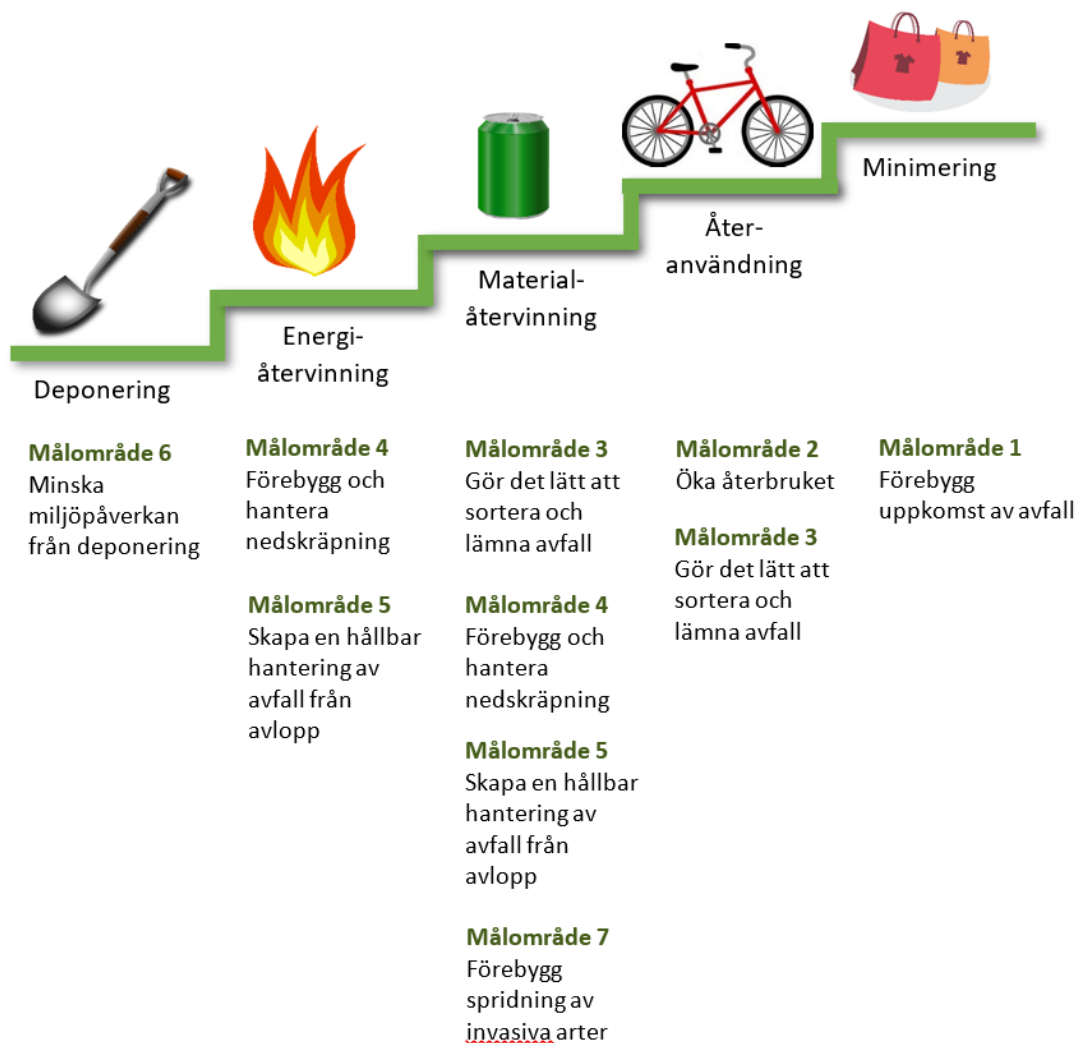 Deponering
Energi-
återvinning
Material-
återvinning
Åter-
användning
Minimering
Målområde 6
Minska
miljöpåverkan
från deponering
Målområde 4
Förebygg och
hantera
nedskräpning
Målområde 5
Skapa en hållbar
hantering av
avfall från
avlopp
Målområde 3
Gör det lätt att
sortera och
lämna avfall
Målområde 4
Förebygg och
hantera
nedskräpning
Målområde 5
Skapa en hållbar
hantering av
avfall från
avlopp
Målområde 7
Förebygg
spridning av
invasiva arter
Målområde 2
Öka återbruket
Målområde 3
Gör det lätt att
sortera och
lämna avfall
Målområde 1
Förebygg
uppkomst av avfall